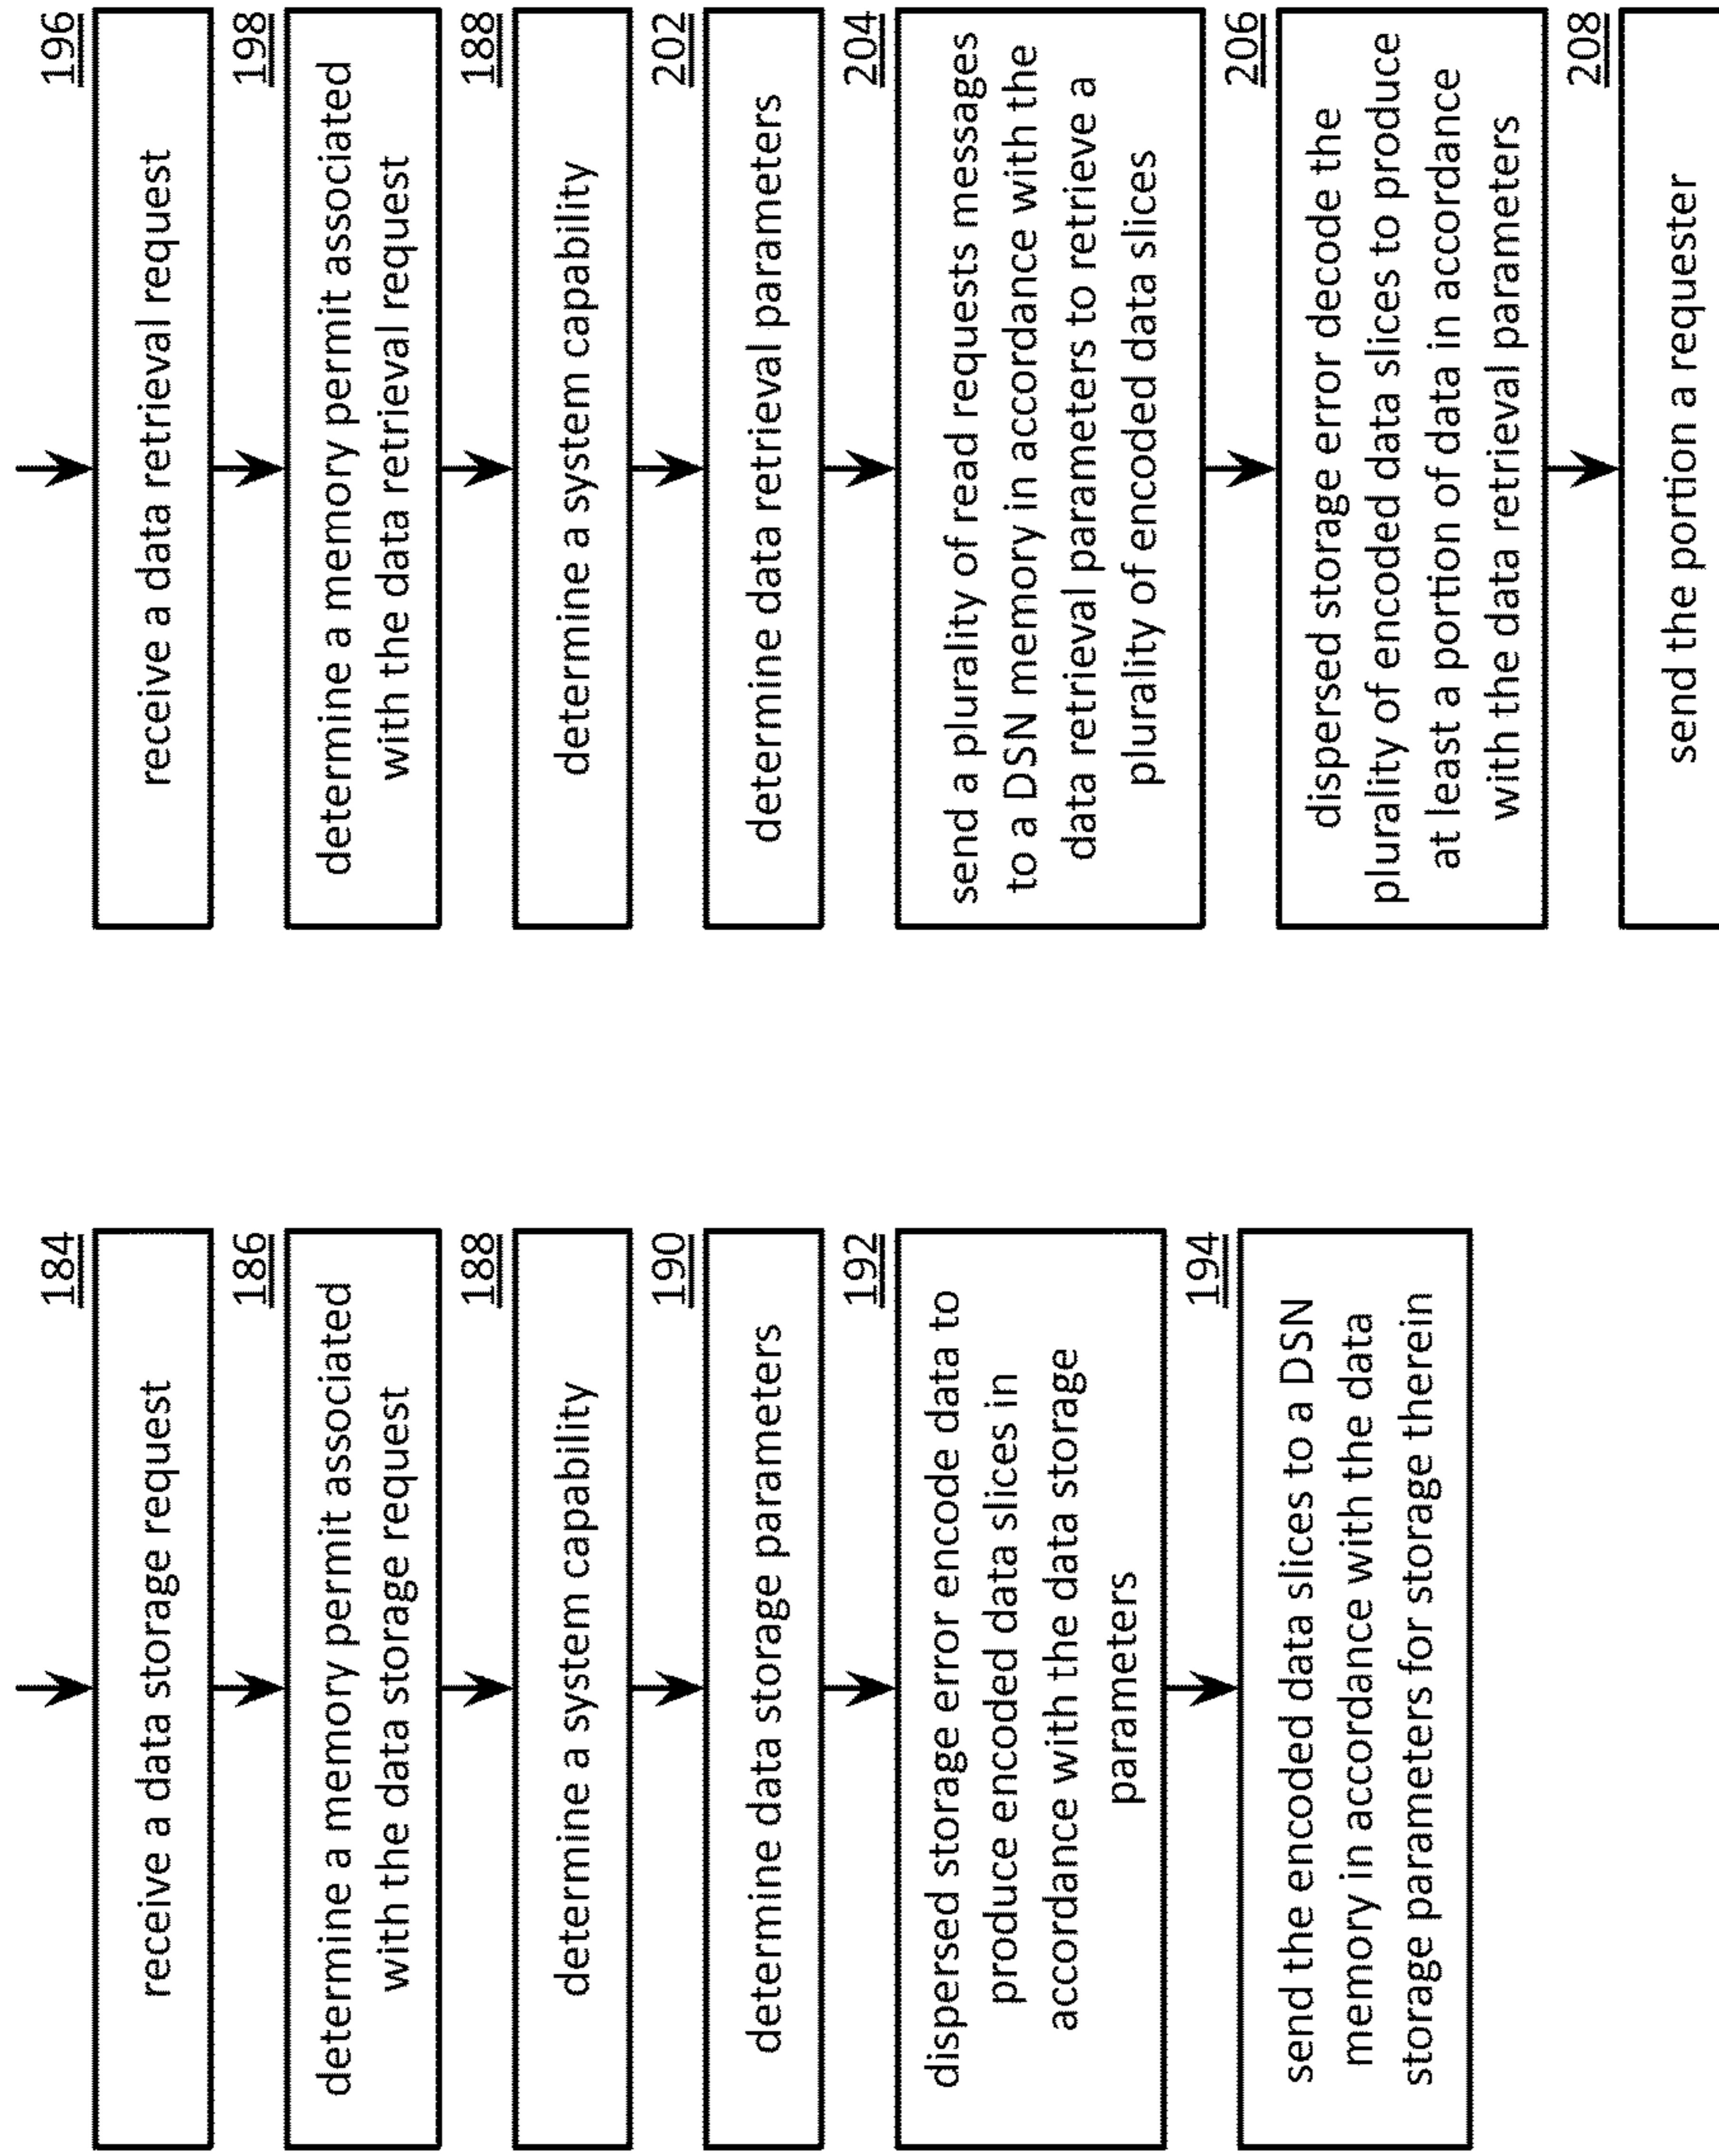 184
receive a data storage request
186
determine a memory permit associated
with the data storage request
188
determine a system capability
190
determine data storage parameters
192
dispersed storage error encode data to
produce encoded data slices in
accordance with the data storage
parameters
194
send the encoded data slices to a DSN
memory in accordance with the data
storage parameters for storage therein
196
receive a data retrieval request
198
determine a memory permit associated
with the data retrieval request
188
determine a system capability
202
determine data retrieval parameters
204
send a plurality of read requests messages
to a DSN memory in accordance with the
data retrieval parameters to retrieve a
plurality of encoded data slices
206
dispersed storage error decode the
plurality of encoded data slices to produce
at least a portion of data in accordance
with the data retrieval parameters
208
send the portion a requester